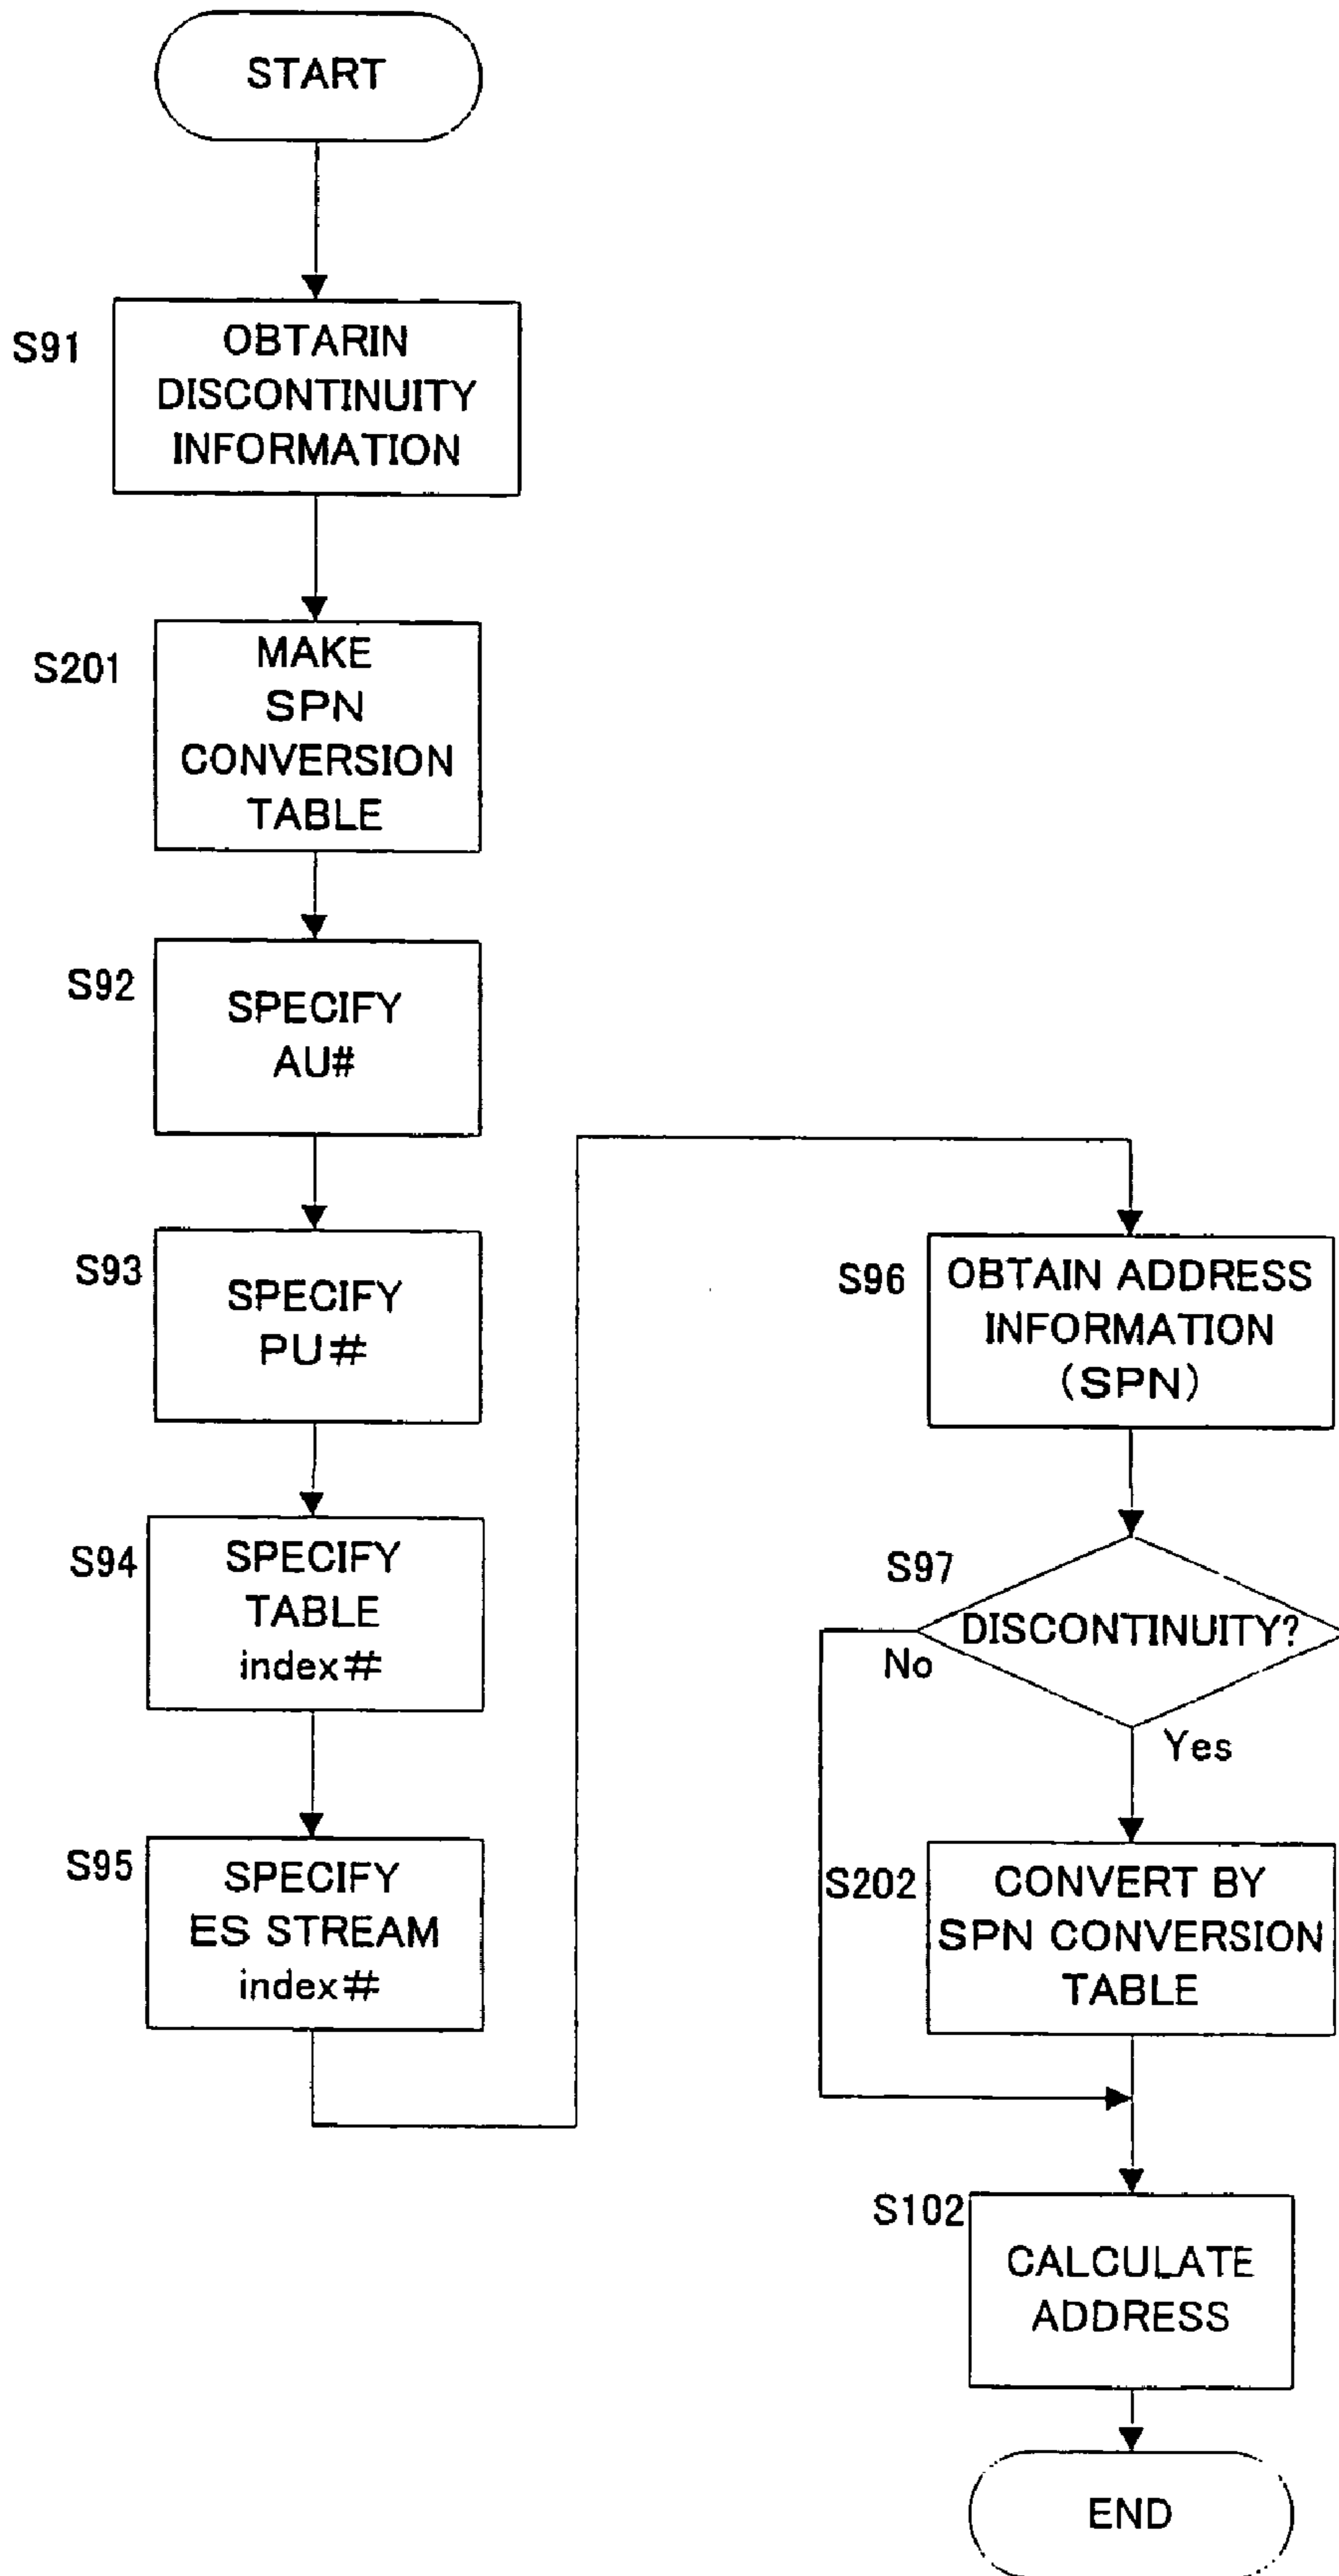 START
S91
OBTARIN
DISCONTINUITY
INFORMATION
S201
MAKE
SPN
CONVERSION
TABLE
S92
SPECIFY
AU#
S93
SPECIFY
PU#
S94
SPECIFY
TABLE
index#
S95
SPECIFY
ES STREAM
index#
S96
OBTAIN ADDRESS
INFORMATION
(SPN)
S97
DISCONTINUITY?
No
Yes
S202
CONVERT BY
SPN CONVERSION
TABLE
S102
CALCULATE
ADDRESS
END